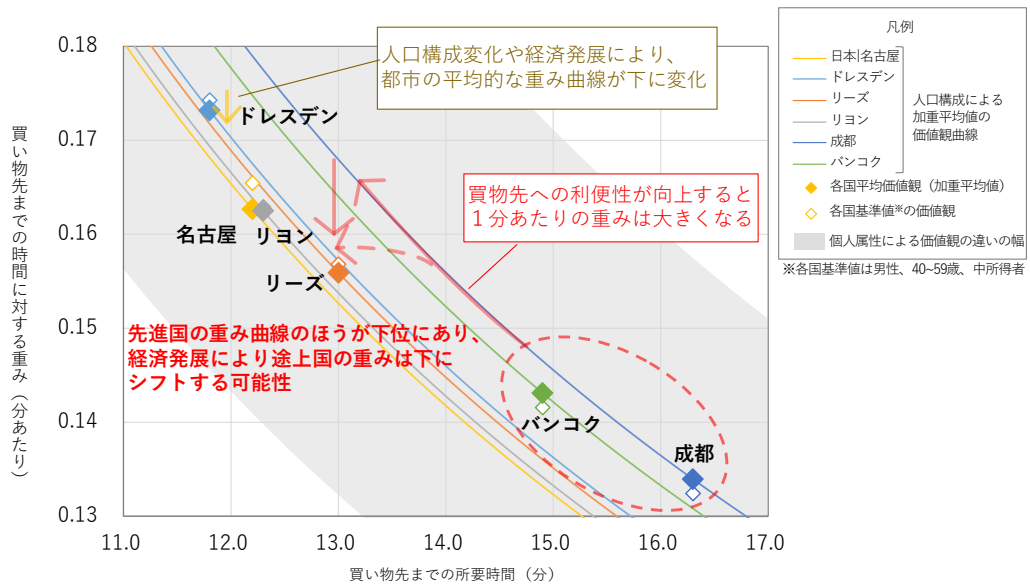 凡例
日本|名古屋
ドレスデン
リーズ
リヨン
成都
バンコク
人口構成による
加重平均値の
価値観曲線
各国平均価値観（加重平均値）
各国基準値※の価値観
個人属性による価値観の違いの幅
※各国基準値は男性、40~59歳、中所得者
人口構成変化や経済発展により、
都市の平均的な重み曲線が下に変化
買物先への利便性が向上すると
１分あたりの重みは大きくなる
先進国の重み曲線のほうが下位にあり、
経済発展により途上国の重みは下に
シフトする可能性
ドレスデン
名古屋
リヨン
リーズ
バンコク
成都
買い物先までの時間に対する重み（分あたり）
0.18
0.17
0.16
0.15
0.14
0.13
11.0
12.0
13.0
14.0
15.0
16.0
17.0
買い物先までの所要時間（分）